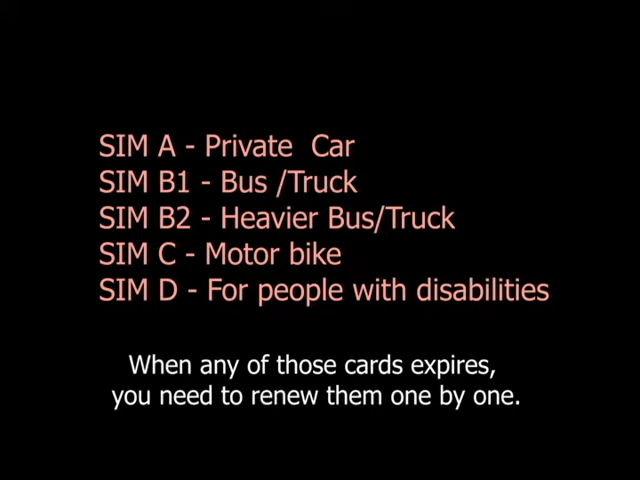 SIM A - Private Car
SIM B1 - Bus /Truck
SIM B2 - Heavier Bus/Truck
SIM C - Motor bike
SIM D - For people with disabilities
When any of those cards expires,
you need to renew them one by one.